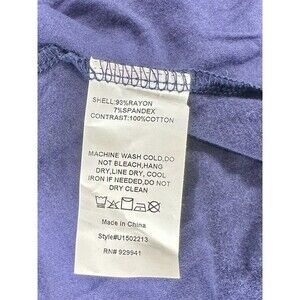 SHELL:93%RAYON
7%SPANDEX
CONTRAST:100%COTTON
MACHINE WASH COLD,DO
NOT BLEACH,HANG
DRY,LINE DRY, COOL
IRON IF NEEDED,DO NOT
DRY CLEAN
Made in China
Style#U1502213
RN# 929941